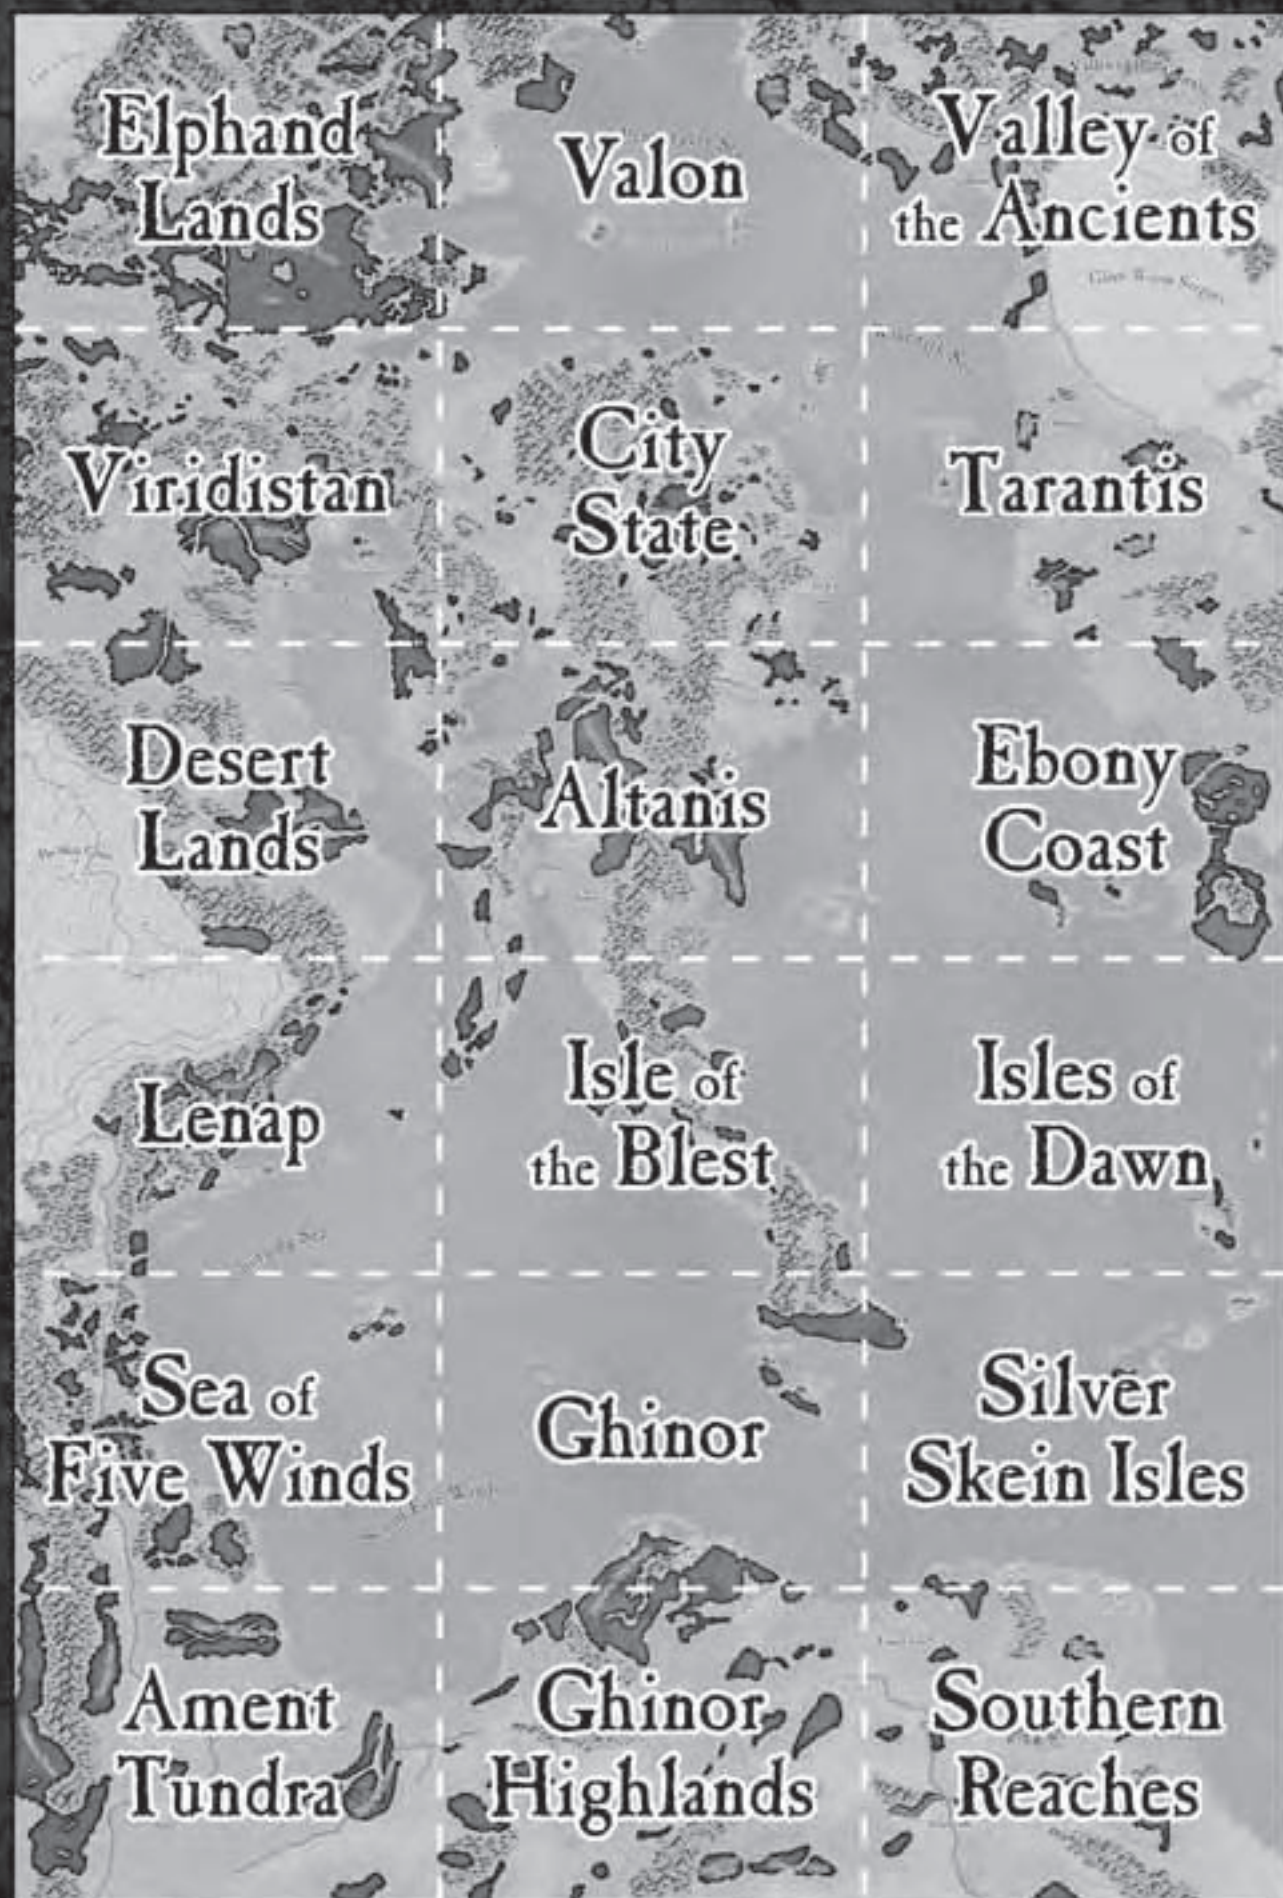 Elphand
Lands
Valon
Valley of
the Ancients
Viridistan
City
State
Tarantis
Desert
Lands
Altanis
Ebony
Coast
Lenap
Isle of
the Blest
Isles of
the Dawn
Sea of
Five Winds
Ghinor
Silver
Skein Isles
Ament
Tundra
Ghinor
Highlands
Southern
Reaches